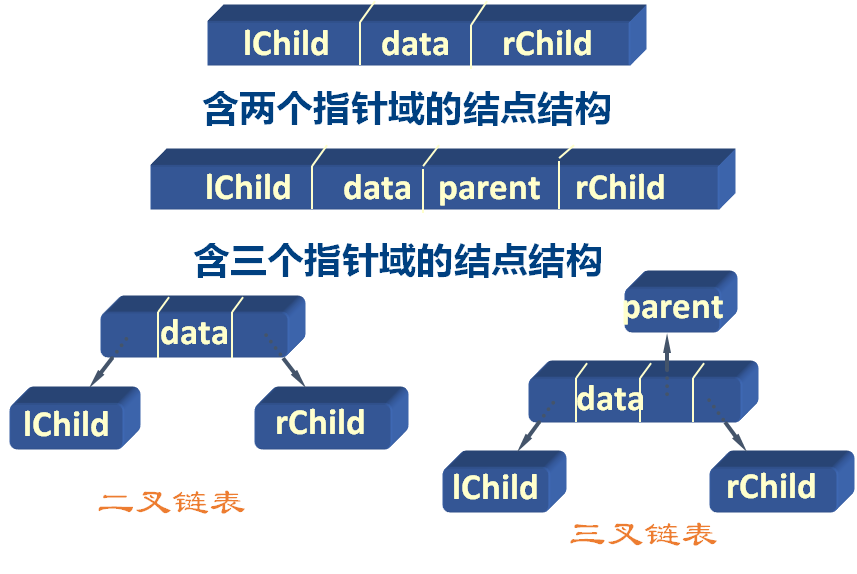 lChild data rChild
含两个指针域的结点结构
lChild data parent rChild
含三个指针域的结点结构
data
lChild rChild
二叉链表
parent
data
lChild rChild
三叉链表